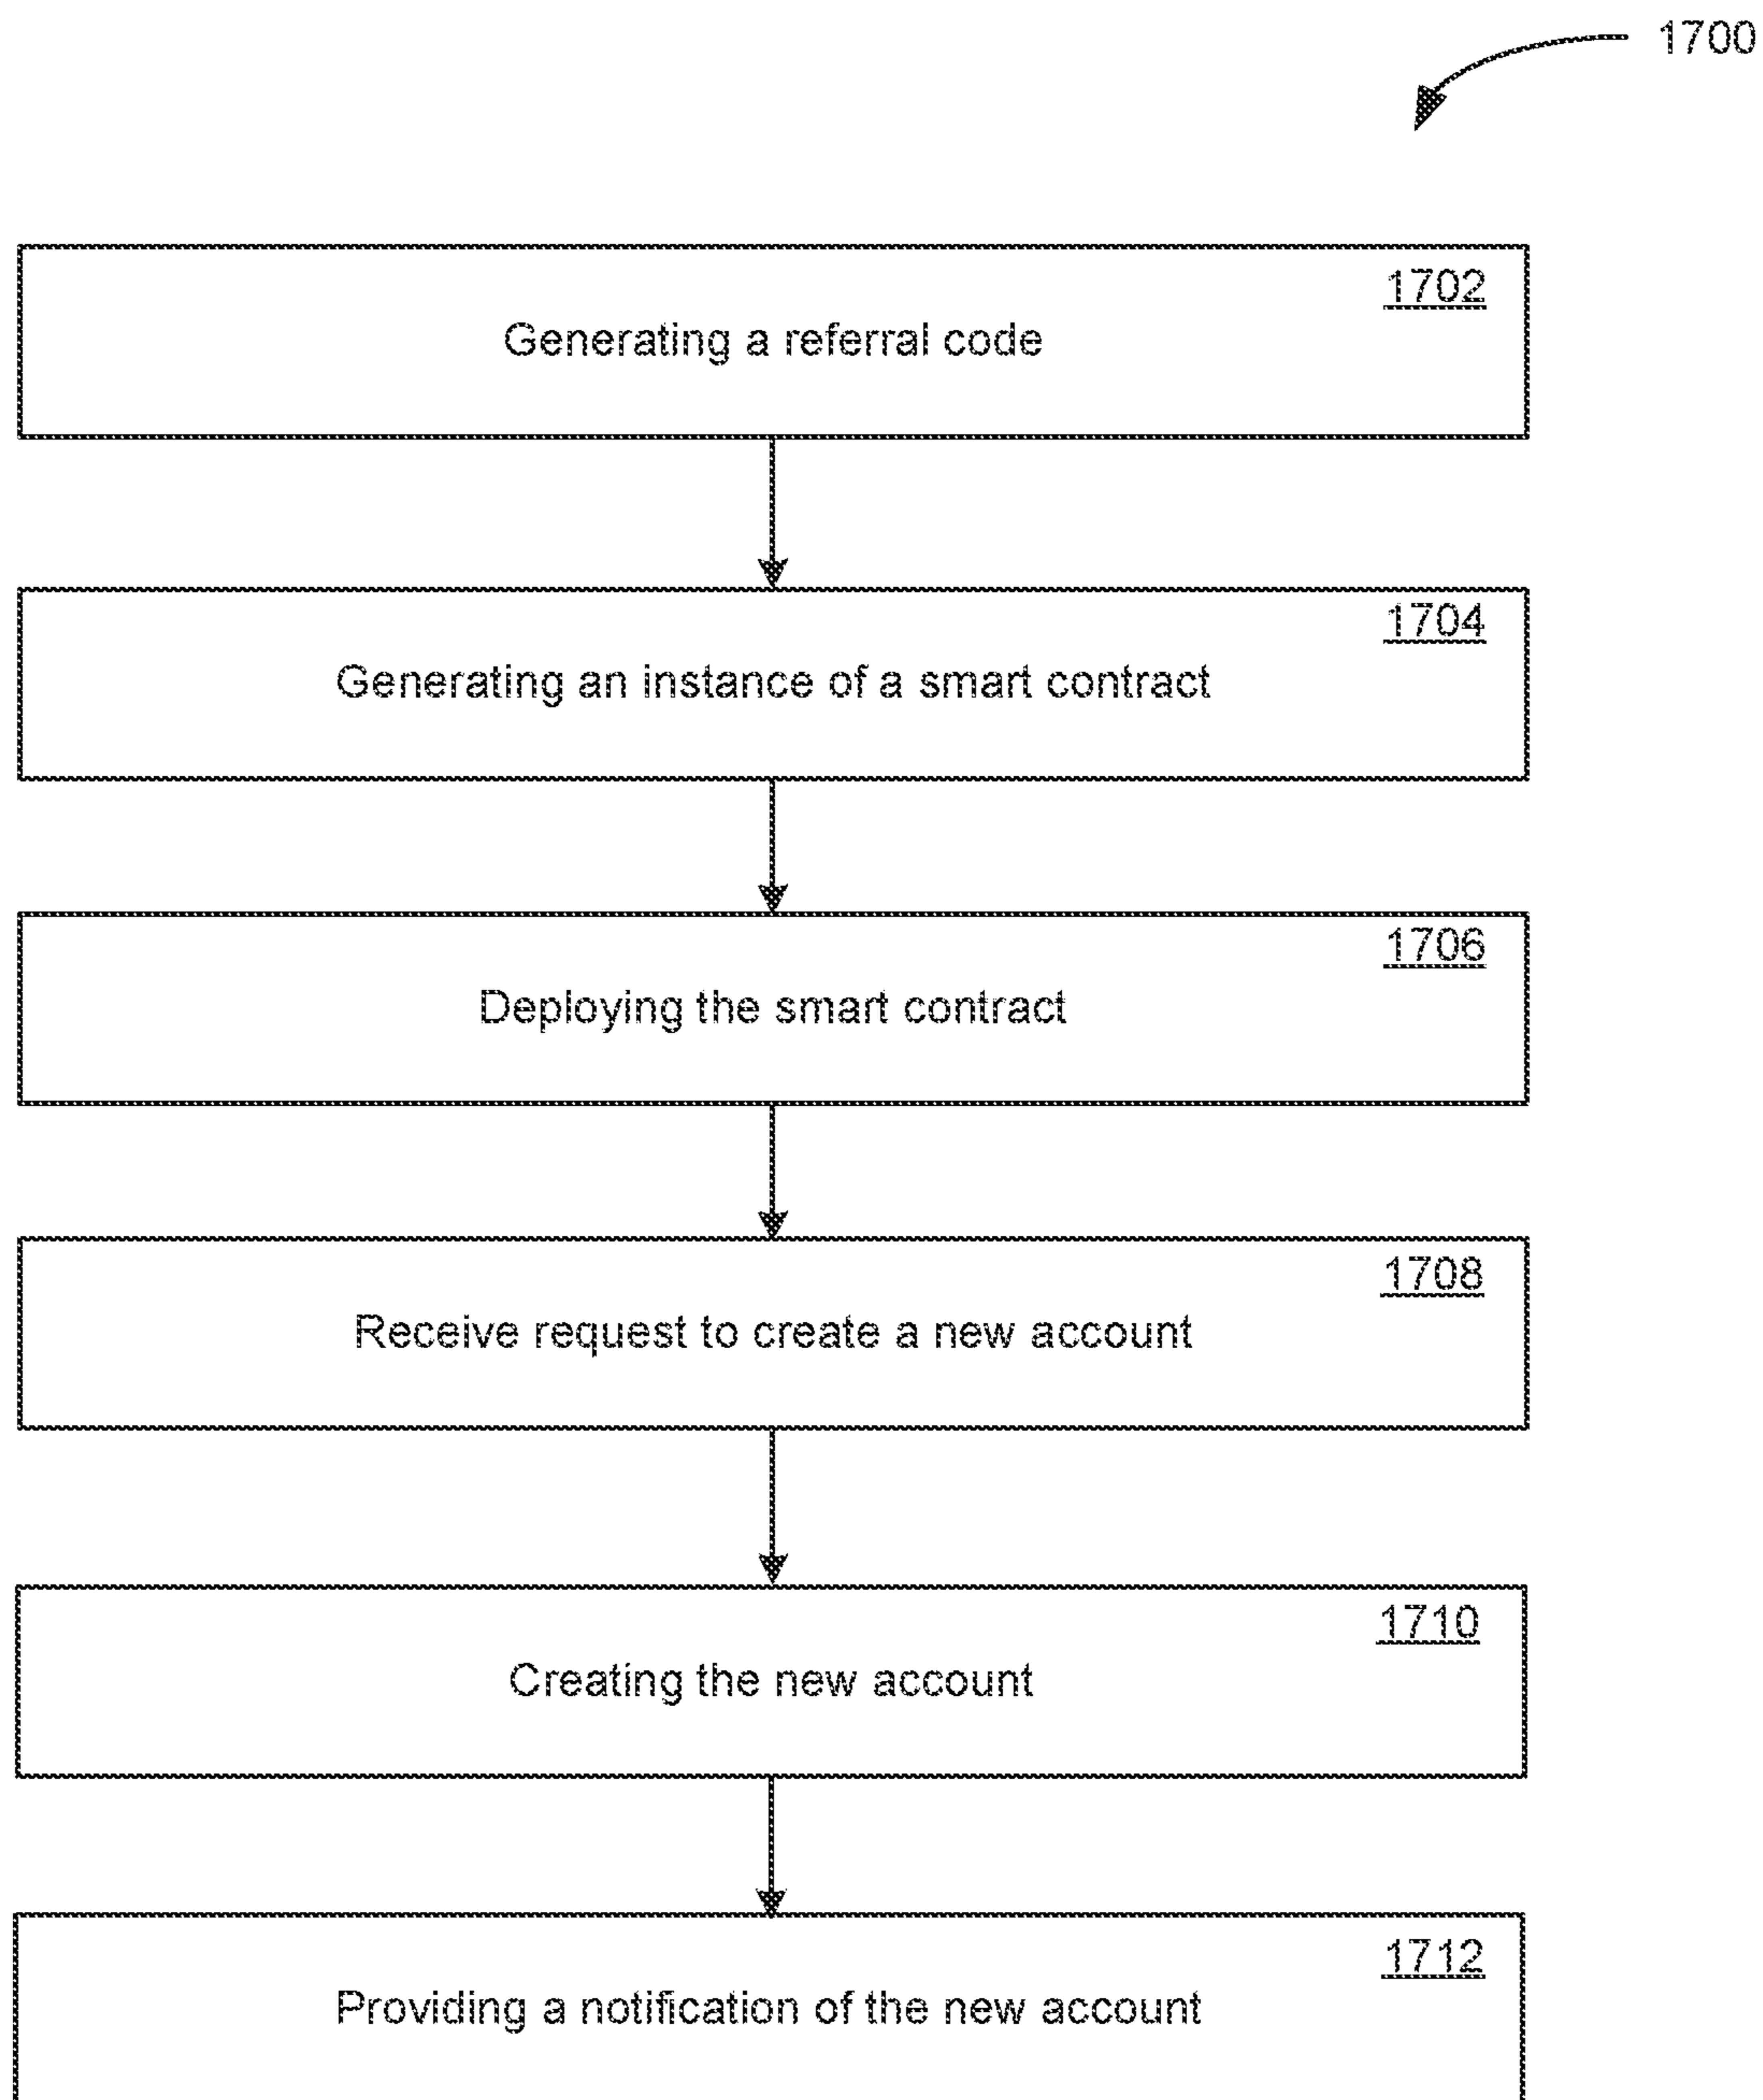 1700
1702
Generating a referral code
1704
Generating an instance of a smart contract
1706
Deploying the smart contract
1708
Receive request to create a new account
1710
Creating the new account
1712
Providing a notification of the new account